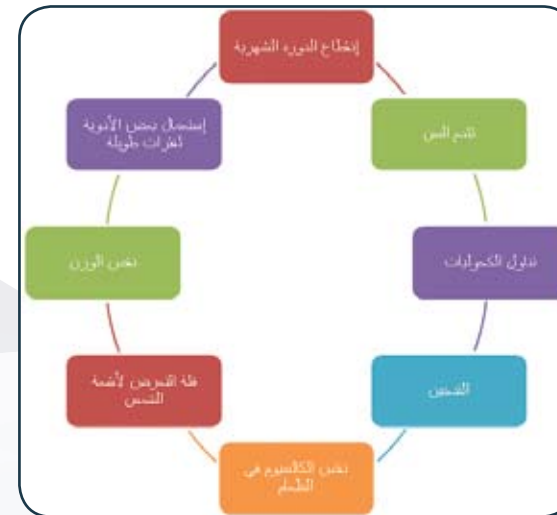 إنقطاع الدوره الشهرية
تقدم السن
تناول الكحوليات
التدخين
نقص الكالسيوم في
الطعام
قلة التعرض لأشعة
الشمس
نقص الوزن
إستعمال بعض الأدوية
لفترات طويلة